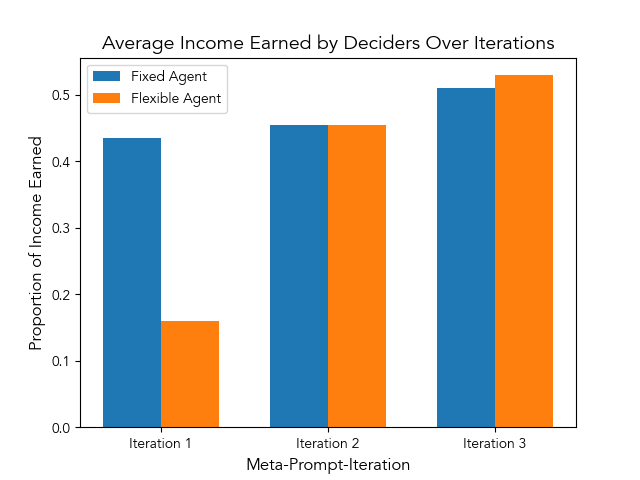 Average Income Earned by Deciders Over Iterations
Fixed Agent
Flexible Agent
Proportion of Income Earned
0.5
0.4
0.3
0.2
0.1
0.0
Iteration 1
Iteration 2
Iteration 3
Meta-Prompt-Iteration